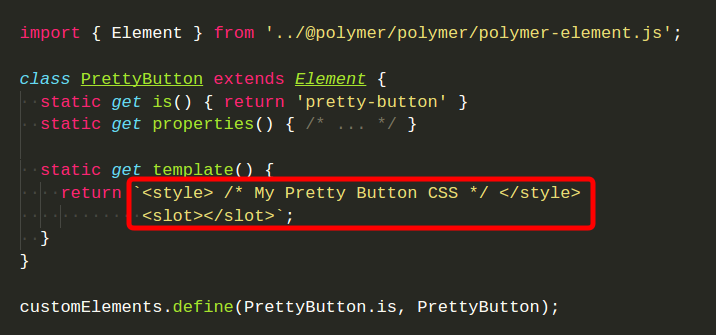 import { Element } from '../@polymer/polymer/polymer-element.js';
class PrettyButton extends Element {
static get is() { return 'pretty-button' }
static get properties() { /* ... */ }
static get template() {
return `<style> /* My Pretty Button CSS */ </style>
<slot></slot>`;
}
}
customElements.define(PrettyButton.is, PrettyButton);